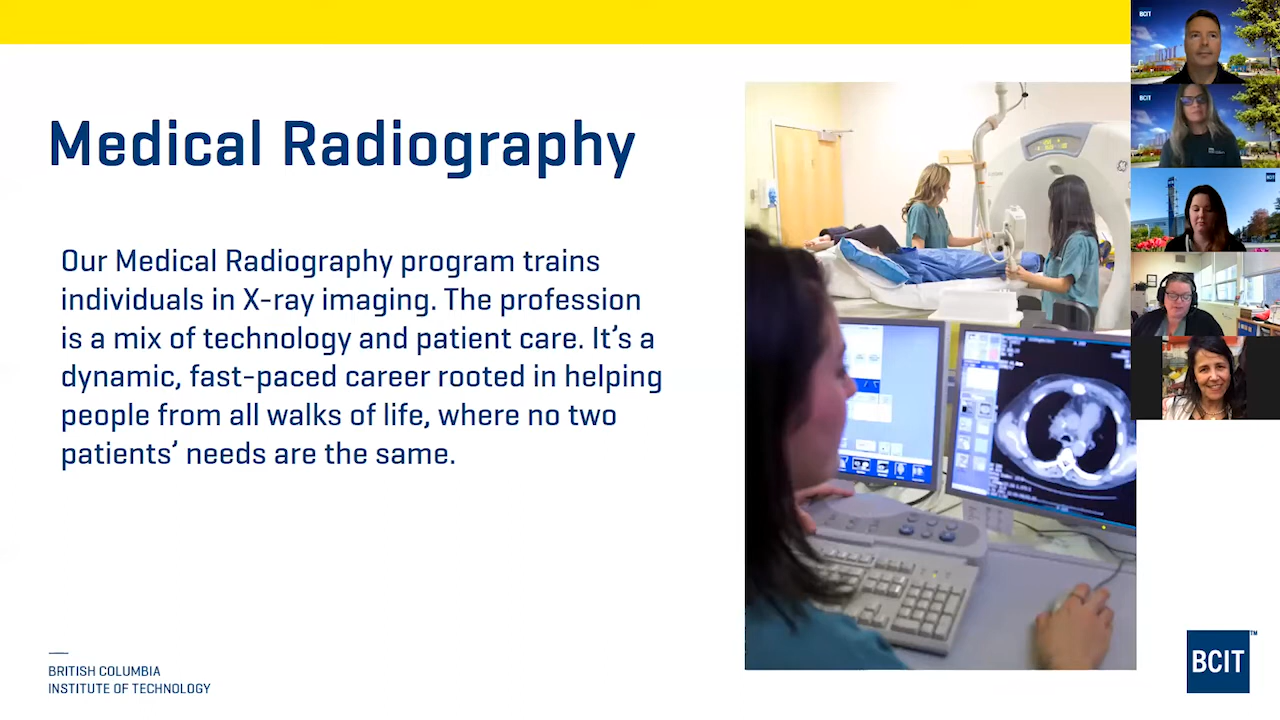 Medical Radiography
Our Medical Radiography program trains
individuals in X-ray imaging. The profession
is a mix of technology and patient care. It’s a
dynamic, fast-paced career rooted in helping
people from all walks of life, where no two
patients’ needs are the same.
BRITISH COLUMBIA
INSTITUTE OF TECHNOLOGY
BCIT™
BCIT
BCIT
BCIT